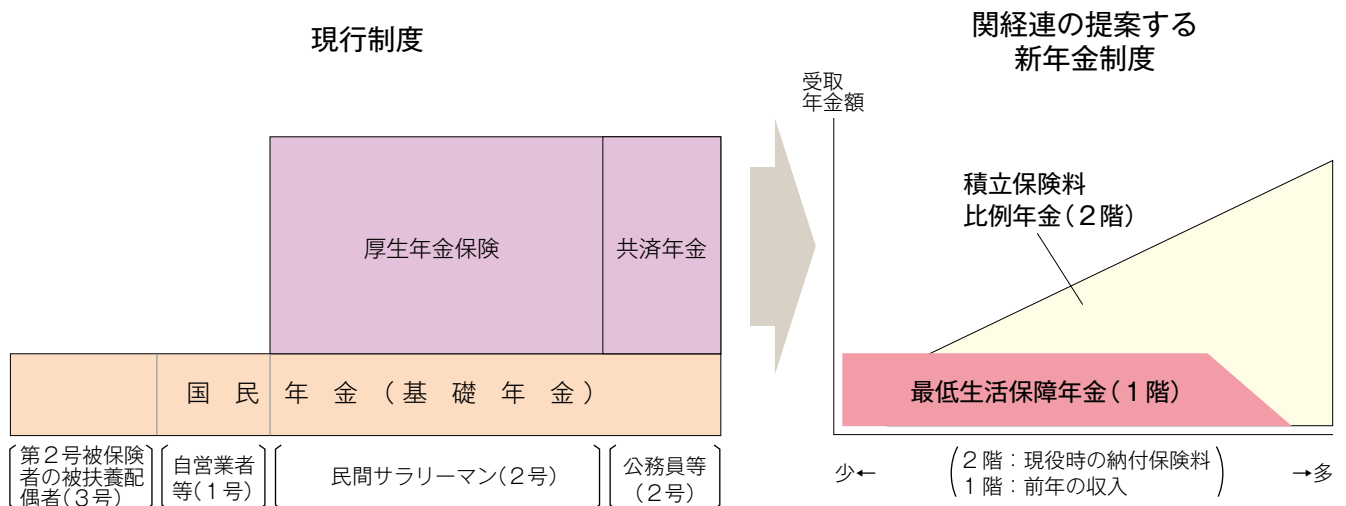 現行制度
厚生年金保険
共済年金
国民年金(基礎年金)
第2号被保険
者の被扶養配
偶者(3号)
自営業者
等(1号)
民間サラリーマン(2号)
公務員等
(2号)
関経連の提案する
新年金制度
受取
年金額
積立保険料
比例年金(2階)
最低生活保障年金(1階)
少←
2階:現役時の納付保険料
1階:前年の収入
→多